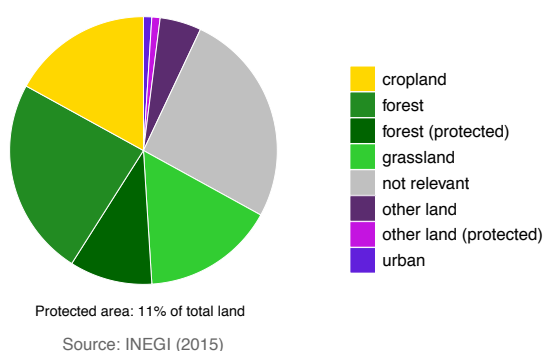 cropland
forest
forest (protected)
grassland
not relevant
other land
other land (protected)
urban
Protected area: 11% of total land
Source: INEGI (2015)